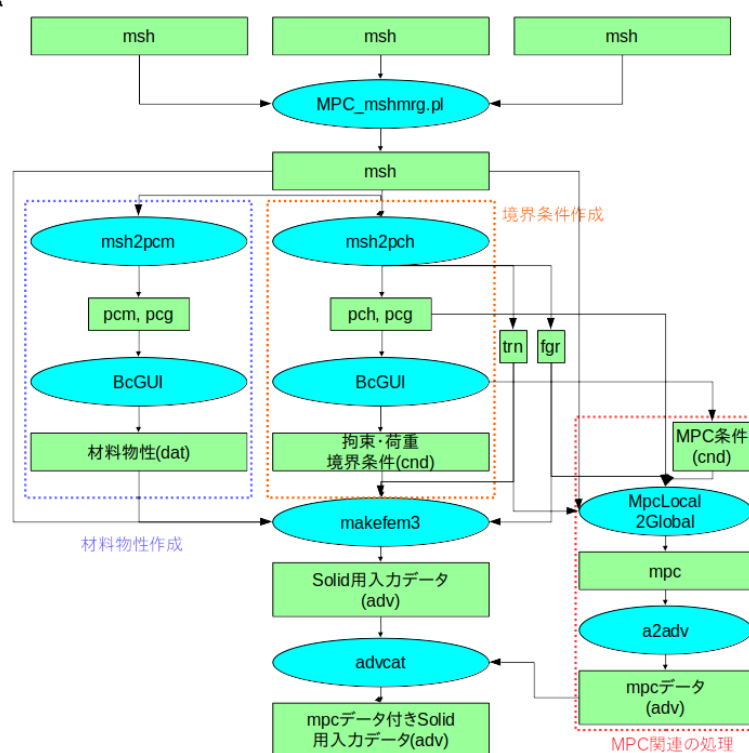 msh
msh
msh
MPC_mshmrg.pl
msh
境界条件作成
msh2pcm
msh2pch
pcm, pcg
pch, pcg
trn
fgr
BcGUI
BcGUI
材料物性(dat)
拘束・荷重
境界条件(cnd)
MPC条件
(cnd)
材料物性作成
makefem3
MpcLocal
2Global
Solid用入力データ
(adv)
mpc
advcat
a2adv
mpcデータ
(adv)
mpcデータ付きSolid
用入力データ(adv)
MPC関連の処理